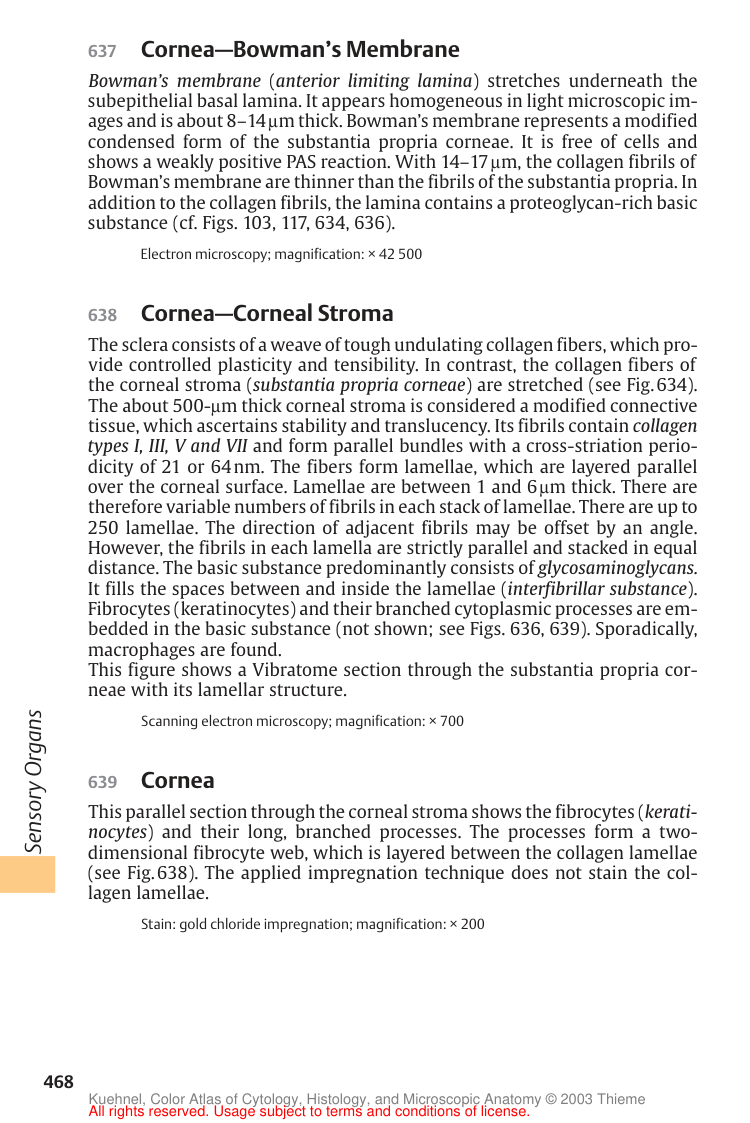 637 Cornea—Bowman’s Membrane
Bowman’s membrane (anterior limiting lamina) stretches underneath the
subepithelial basal lamina. It appears homogeneous in light microscopic im-
ages and is about 8–14 µm thick. Bowman’s membrane represents a modified
condensed form of the substantia propria corneae. It is free of cells and
shows a weakly positive PAS reaction. With 14–17 µm, the collagen fibrils of
Bowman’s membrane are thinner than the fibrils of the substantia propria. In
addition to the collagen fibrils, the lamina contains a proteoglycan-rich basic
substance (cf. Figs. 103, 117, 634, 636).
Electron microscopy; magnification: × 42 500
638 Cornea—Corneal Stroma
The sclera consists of a weave of tough undulating collagen fibers, which pro-
vide controlled plasticity and tensibility. In contrast, the collagen fibers of
the corneal stroma (substantia propria corneae) are stretched (see Fig. 634).
The about 500-µm thick corneal stroma is considered a modified connective
tissue, which ascertains stability and translucency. Its fibrils contain collagen
types I, III, V and VII and form parallel bundles with a cross-striation perio-
dicity of 21 or 64 nm. The fibers form lamellae, which are layered parallel
over the corneal surface. Lamellae are between 1 and 6 µm thick. There are
therefore variable numbers of fibrils in each stack of lamellae. There are up to
250 lamellae. The direction of adjacent fibrils may be offset by an angle.
However, the fibrils in each lamella are strictly parallel and stacked in equal
distance. The basic substance predominantly consists of glycosaminoglycans.
It fills the spaces between and inside the lamellae (interfibrillar substance).
Fibrocytes (keratinocytes) and their branched cytoplasmic processes are em-
bedded in the basic substance (not shown; see Figs. 636, 639). Sporadically,
macrophages are found.
This figure shows a Vibratome section through the substantia propria cor-
neae with its lamellar structure.
Scanning electron microscopy; magnification: × 700
639 Cornea
This parallel section through the corneal stroma shows the fibrocytes (kerati-
nocytes) and their long, branched processes. The processes form a two-
dimensional fibrocyte web, which is layered between the collagen lamellae
(see Fig. 638). The applied impregnation technique does not stain the col-
lagen lamellae.
Stain: gold chloride impregnation; magnification: × 200
Sensory Organs
468
Kuehnel, Color Atlas of Cytology, Histology, and Microscopic Anatomy © 2003 Thieme
All rights reserved. Usage subject to terms and conditions of license.